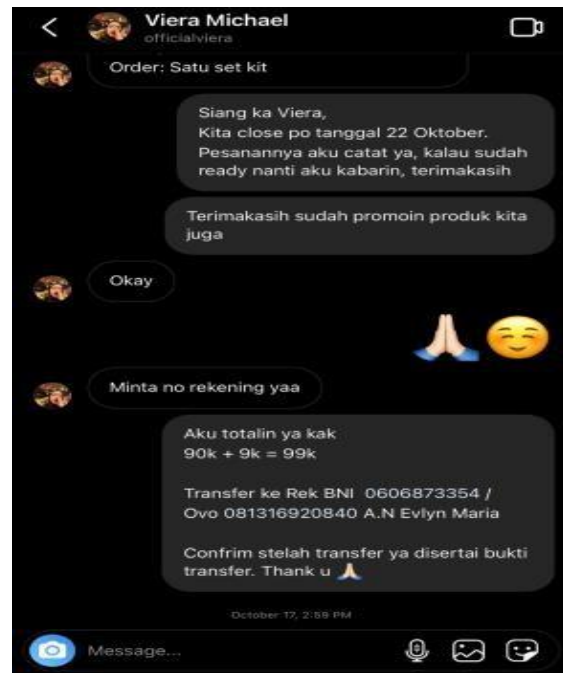 Viera Michael
officialviera
Order: Satu set kit
Siang ka Viera,
Kita close po tanggal 22 Oktober.
Pesanannya aku catat ya, kalau sudah
ready nanti aku kabarin, terimakasih
Terimakasih sudah promoin produk kita
juga
Okay
Minta no rekening yaa
Aku totalin ya kak
90k + 9k = 99k
Transfer ke Rek BNI 0606873354 /
Ovo 081316920840 A.N Evlyn Maria
Confrim stelah transfer ya disertai bukti
transfer. Thank u 🙏🏻
October 17, 2:59 PM
Message...